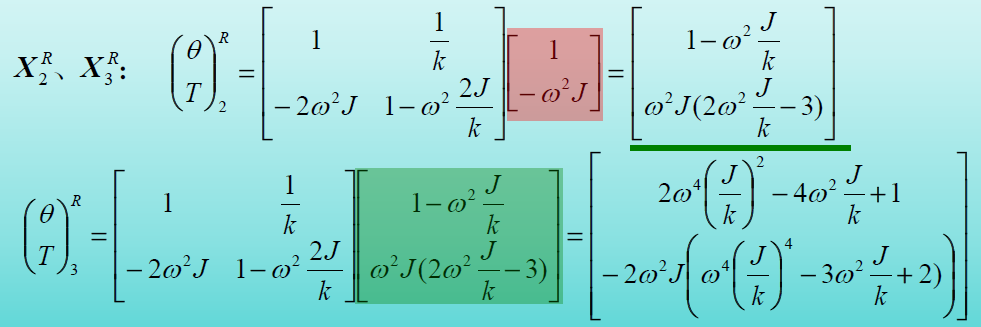 $X_2^R$、$X_3^R$: $\begin{pmatrix} \theta \\ T \end{pmatrix}_2^R = \begin{bmatrix} 1 & \frac{1}{k} \\ -2\omega^2 J & 1-\omega^2 \frac{2J}{k} \end{bmatrix} \begin{bmatrix} 1 \\ -\omega^2 J \end{bmatrix} = \begin{bmatrix} 1-\omega^2 \frac{J}{k} \\ \omega^2 J(2\omega^2 \frac{J}{k}-3) \end{bmatrix}$
$\begin{pmatrix} \theta \\ T \end{pmatrix}_3^R = \begin{bmatrix} 1 & \frac{1}{k} \\ -2\omega^2 J & 1-\omega^2 \frac{2J}{k} \end{bmatrix} \begin{bmatrix} 1-\omega^2 \frac{J}{k} \\ \omega^2 J(2\omega^2 \frac{J}{k}-3) \end{bmatrix} = \begin{bmatrix} 2\omega^4 \left(\frac{J}{k}\right)^2 - 4\omega^2 \frac{J}{k} + 1 \\ -2\omega^2 J \left( \omega^4 \left(\frac{J}{k}\right)^4 - 3\omega^2 \frac{J}{k} + 2) \right) \end{bmatrix}$